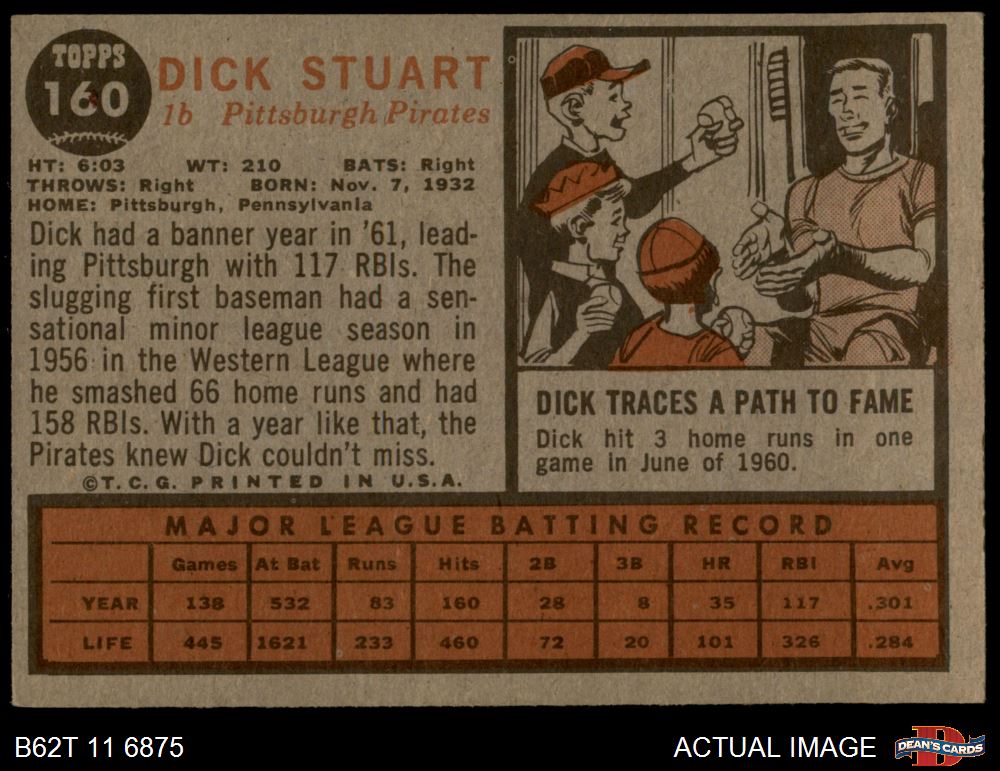 TOPPS
160
DICK STUART
1b Pittsburgh Pirates
HT: 6:03 WT: 210 BATS: Right
THROWS: Right BORN: Nov. 7, 1932
HOME: Pittsburgh, Pennsylvania
Dick had a banner year in '61, lead-
ing Pittsburgh with 117 RBIs. The
slugging first baseman had a sen-
sational minor league season in
1956 in the Western League where
he smashed 66 home runs and had
158 RBIs. With a year like that, the
Pirates knew Dick couldn't miss.
©T.C.G. PRINTED IN U.S.A.
DICK TRACES A PATH TO FAME
Dick hit 3 home runs in one
game in June of 1960.
MAJOR LEAGUE BATTING RECORD
Games At Bat Runs Hits 2B 3B HR RBI Avg
YEAR 138 532 83 160 28 8 35 117 .301
LIFE 445 1621 233 460 72 20 101 326 .284
B62T 11 6875
ACTUAL IMAGE
DEAN'S CARDS